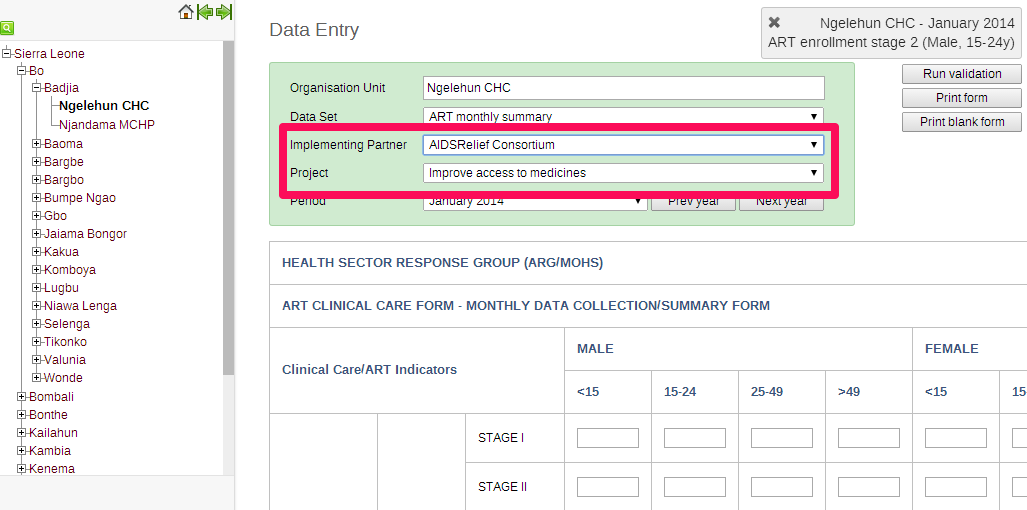 Sierra Leone
Bo
Badjia
Ngelehun CHC
Njandama MCHP
Baoma
Bargbe
Bargbo
Bumpe Ngao
Gbo
Jaiama Bongor
Kakua
Komboya
Lugbu
Niawa Lenga
Selenga
Tikonko
Valunia
Wonde
Bombali
Bonthe
Kailahun
Kambia
Kenema
Data Entry
Ngelehun CHC - January 2014
ART enrollment stage 2 (Male, 15-24y)
Run validation
Print form
Print blank form
Organisation Unit Ngelehun CHC
Data Set ART monthly summary
Implementing Partner AIDSRelief Consortium
Project Improve access to medicines
Period January 2014 Prev year Next year
HEALTH SECTOR RESPONSE GROUP (ARG/MOHS)
ART CLINICAL CARE FORM - MONTHLY DATA COLLECTION/SUMMARY FORM
Clinical Care/ART Indicators
MALE FEMALE
<15 15-24 25-49 >49 <15 15
STAGE I
STAGE II